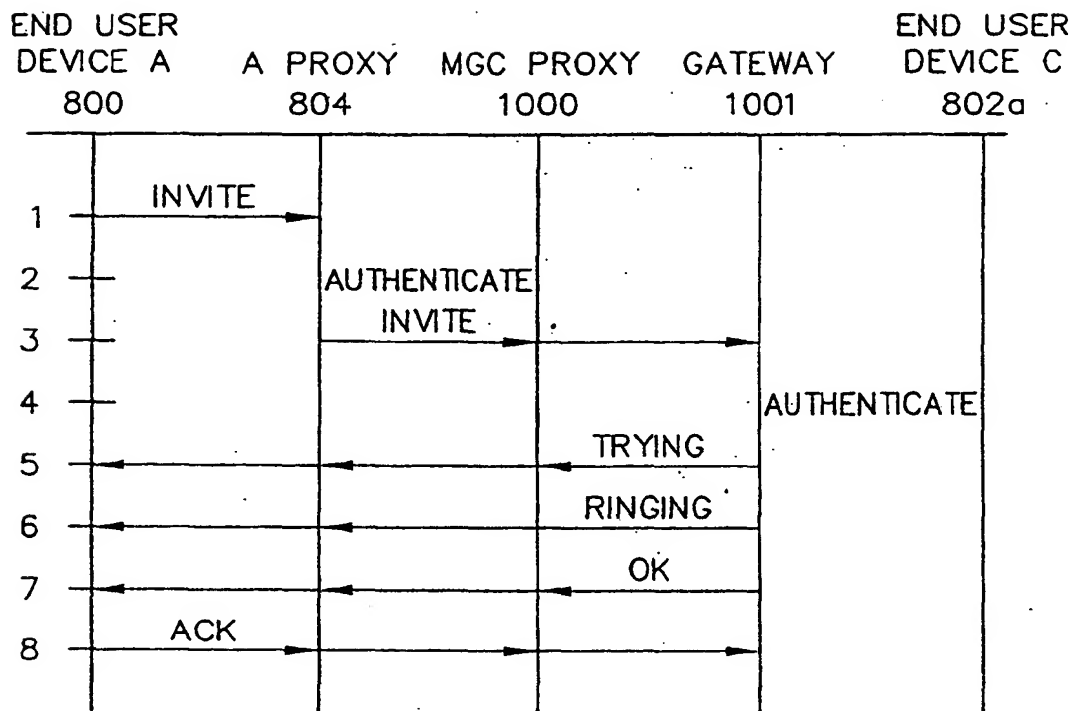 END USER DEVICE A
A PROXY
MGC PROXY
GATEWAY
END USER DEVICE C
800 804 1000 1001 802a
1 INVITE
2 AUTHENTICATE
3 INVITE
4 AUTHENTICATE
5 TRYING
6 RINGING
7 OK
8 ACK